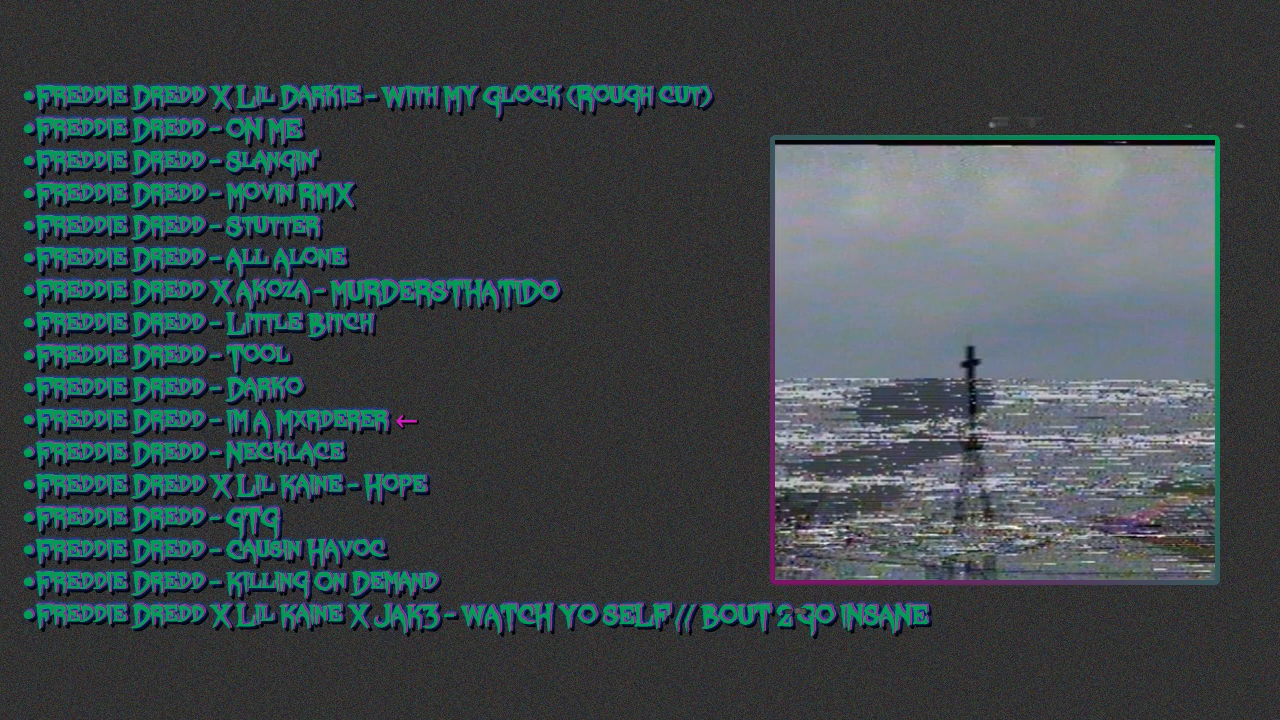 •Freddie Dredd X Lil Darkie - With My Glock (Rough Cut)
•Freddie Dredd - On Me
•Freddie Dredd - Slangin'
•Freddie Dredd - Movin RMX
•Freddie Dredd - Stutter
•Freddie Dredd - All Alone
•Freddie Dredd X Akoza - MURDERSTHATIDO
•Freddie Dredd - Little Bitch
•Freddie Dredd - Tool
•Freddie Dredd - Darko
•Freddie Dredd - Im A Mxrderer ←
•Freddie Dredd - Necklace
•Freddie Dredd X Lil Kaine - Hope
•Freddie Dredd - GTG
•Freddie Dredd - Causin Havoc
•Freddie Dredd - Killing On Demand
•Freddie Dredd X Lil Kaine X JAK3 - WATCH YO SELF // BOUT 2 GO INSANE